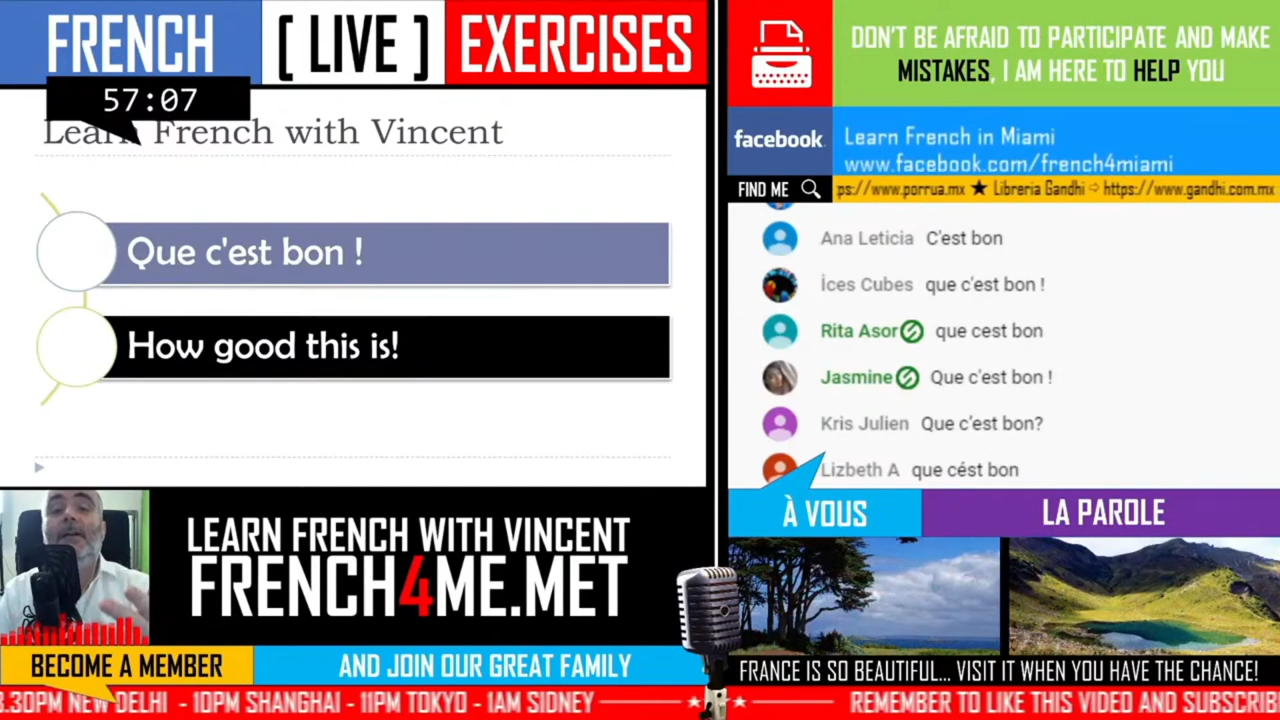 FRENCH
[ LIVE ]
EXERCISES
57:07
Learn French with Vincent
Que c'est bon !
How good this is!
LEARN FRENCH WITH VINCENT
FRENCH4ME.MET
BECOME A MEMBER
AND JOIN OUR GREAT FAMILY
DON'T BE AFRAID TO PARTICIPATE AND MAKE
MISTAKES, I AM HERE TO HELP YOU
facebook.
Learn French in Miami
www.facebook.com/french4miami
FIND ME
ps://www.porrua.mx ★ Libreria Gandhi ⇨ https://www.gandhi.com.mx
Ana Leticia C'est bon
İces Cubes que c'est bon !
Rita Asor que cest bon
Jasmine Que c'est bon !
Kris Julien Que c'est bon?
Lizbeth A que cést bon
À VOUS
LA PAROLE
FRANCE IS SO BEAUTIFUL... VISIT IT WHEN YOU HAVE THE CHANCE!
3.30PM NEW DELHI - 10PM SHANGHAI - 11PM TOKYO - 1AM SIDNEY
REMEMBER TO LIKE THIS VIDEO AND SUBSCRIB